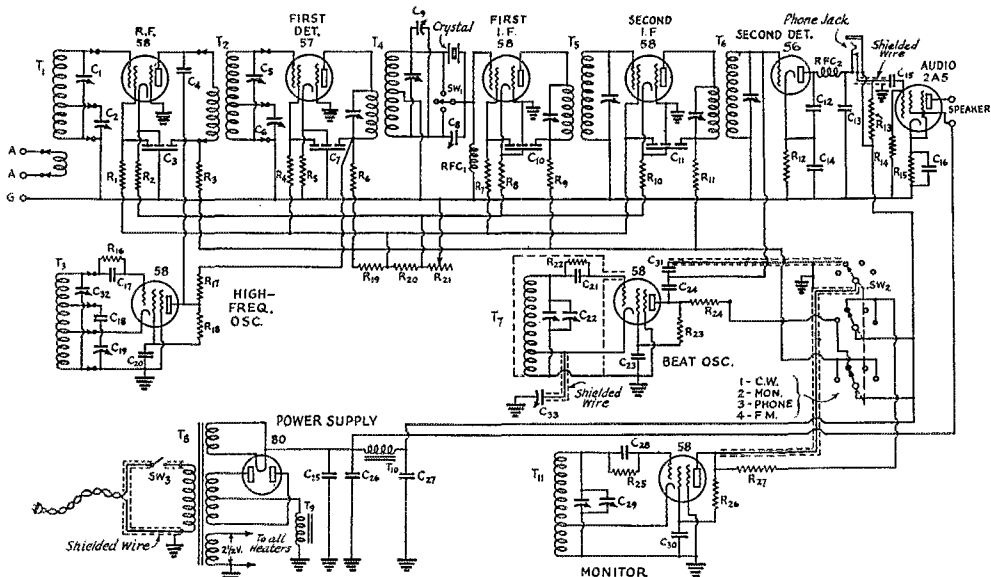 R.F.
58
FIRST
DET.
57
FIRST
I.F.
58
SECOND
I.F
58
SECOND DET.
56
Phone Jack
Shielded
Wire
AUDIO
2A5
SPEAKER
Crystal
T1
C1
C2
C3
C4
T2
C5
C6
C7
T4
C9
SW1
C8
RFC1
C10
T5
C11
T6
RFC2
C12
C13
C14
C15
C16
A
A
G
R1
R2
R3
R4
R5
R6
R7
R8
R9
R10
R11
R12
R13
R14
R15
R19
R20
R21
T3
R16
C17
C32
C18
C19
C20
58
R17
R18
HIGH-
FREQ.
OSC.
T7
R22
C21
C22
58
C31
C24
R24
R23
C23
BEAT OSC.
C33
Shielded
Wire
SW2
1 - C.W.
2 - MON.
3 - PHONE
4 - F M.
POWER SUPPLY
T8
80
SW3
Shielded Wire
2½V.
To all
Heaters
T9
C25
C26
T10
C27
T11
C28
R25
C29
58
C30
R26
R27
MONITOR